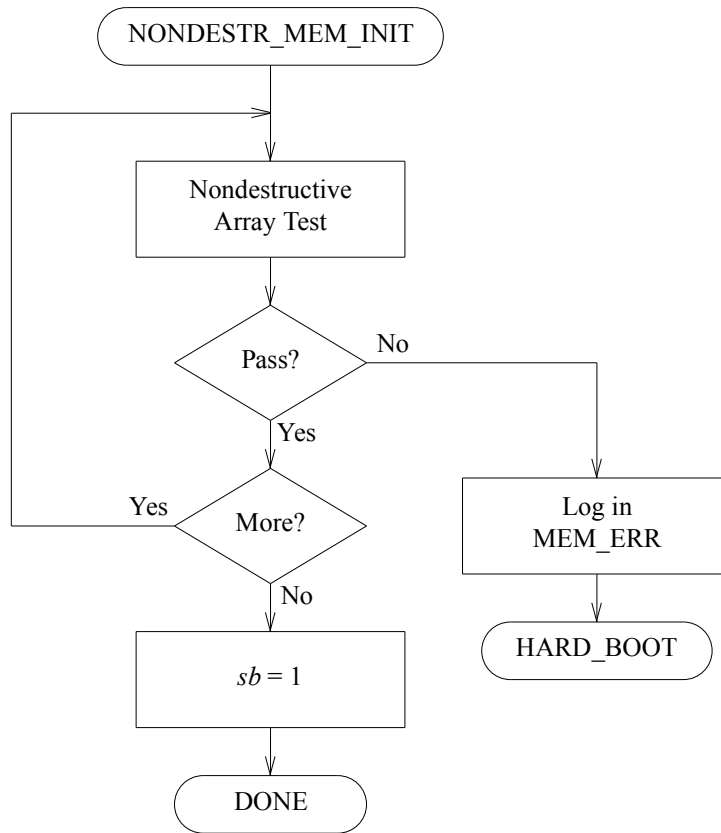 NONDESTR_MEM_INIT
Nondestructive
Array Test
Pass?
No
Yes
Yes
More?
Log in
MEM_ERR
No
HARD_BOOT
sb = 1
DONE